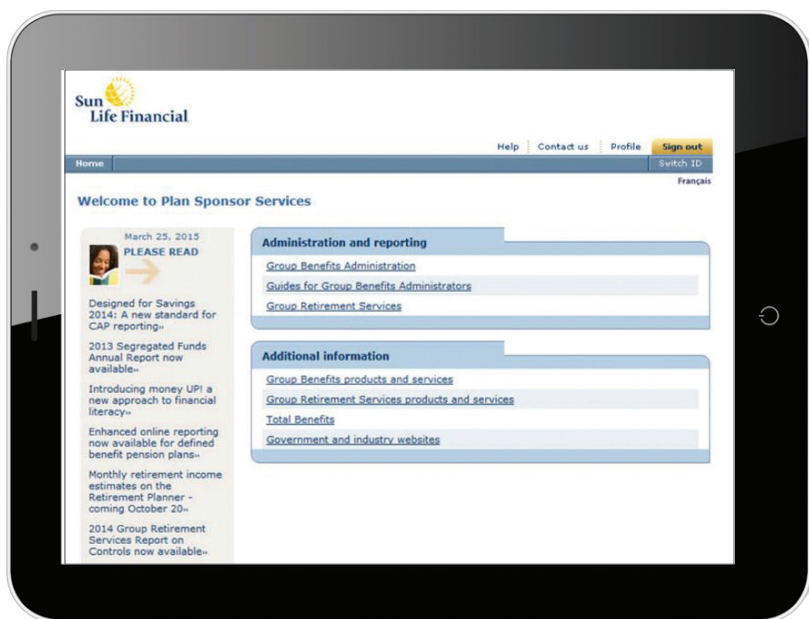 Sun
Life Financial
Help Contact us Profile Sign out
Home Switch ID
Français
Welcome to Plan Sponsor Services
March 25, 2015
PLEASE READ
Designed for Savings
2014: A new standard for
CAP reporting»
2013 Segregated Funds
Annual Report now
available»
Introducing money UP! a
new approach to financial
literacy»
Enhanced online reporting
now available for defined
benefit pension plans»
Monthly retirement income
estimates on the
Retirement Planner -
coming October 20»
2014 Group Retirement
Services Report on
Controls now available»
Administration and reporting
Group Benefits Administration
Guides for Group Benefits Administrators
Group Retirement Services
Additional information
Group Benefits products and services
Group Retirement Services products and services
Total Benefits
Government and industry websites